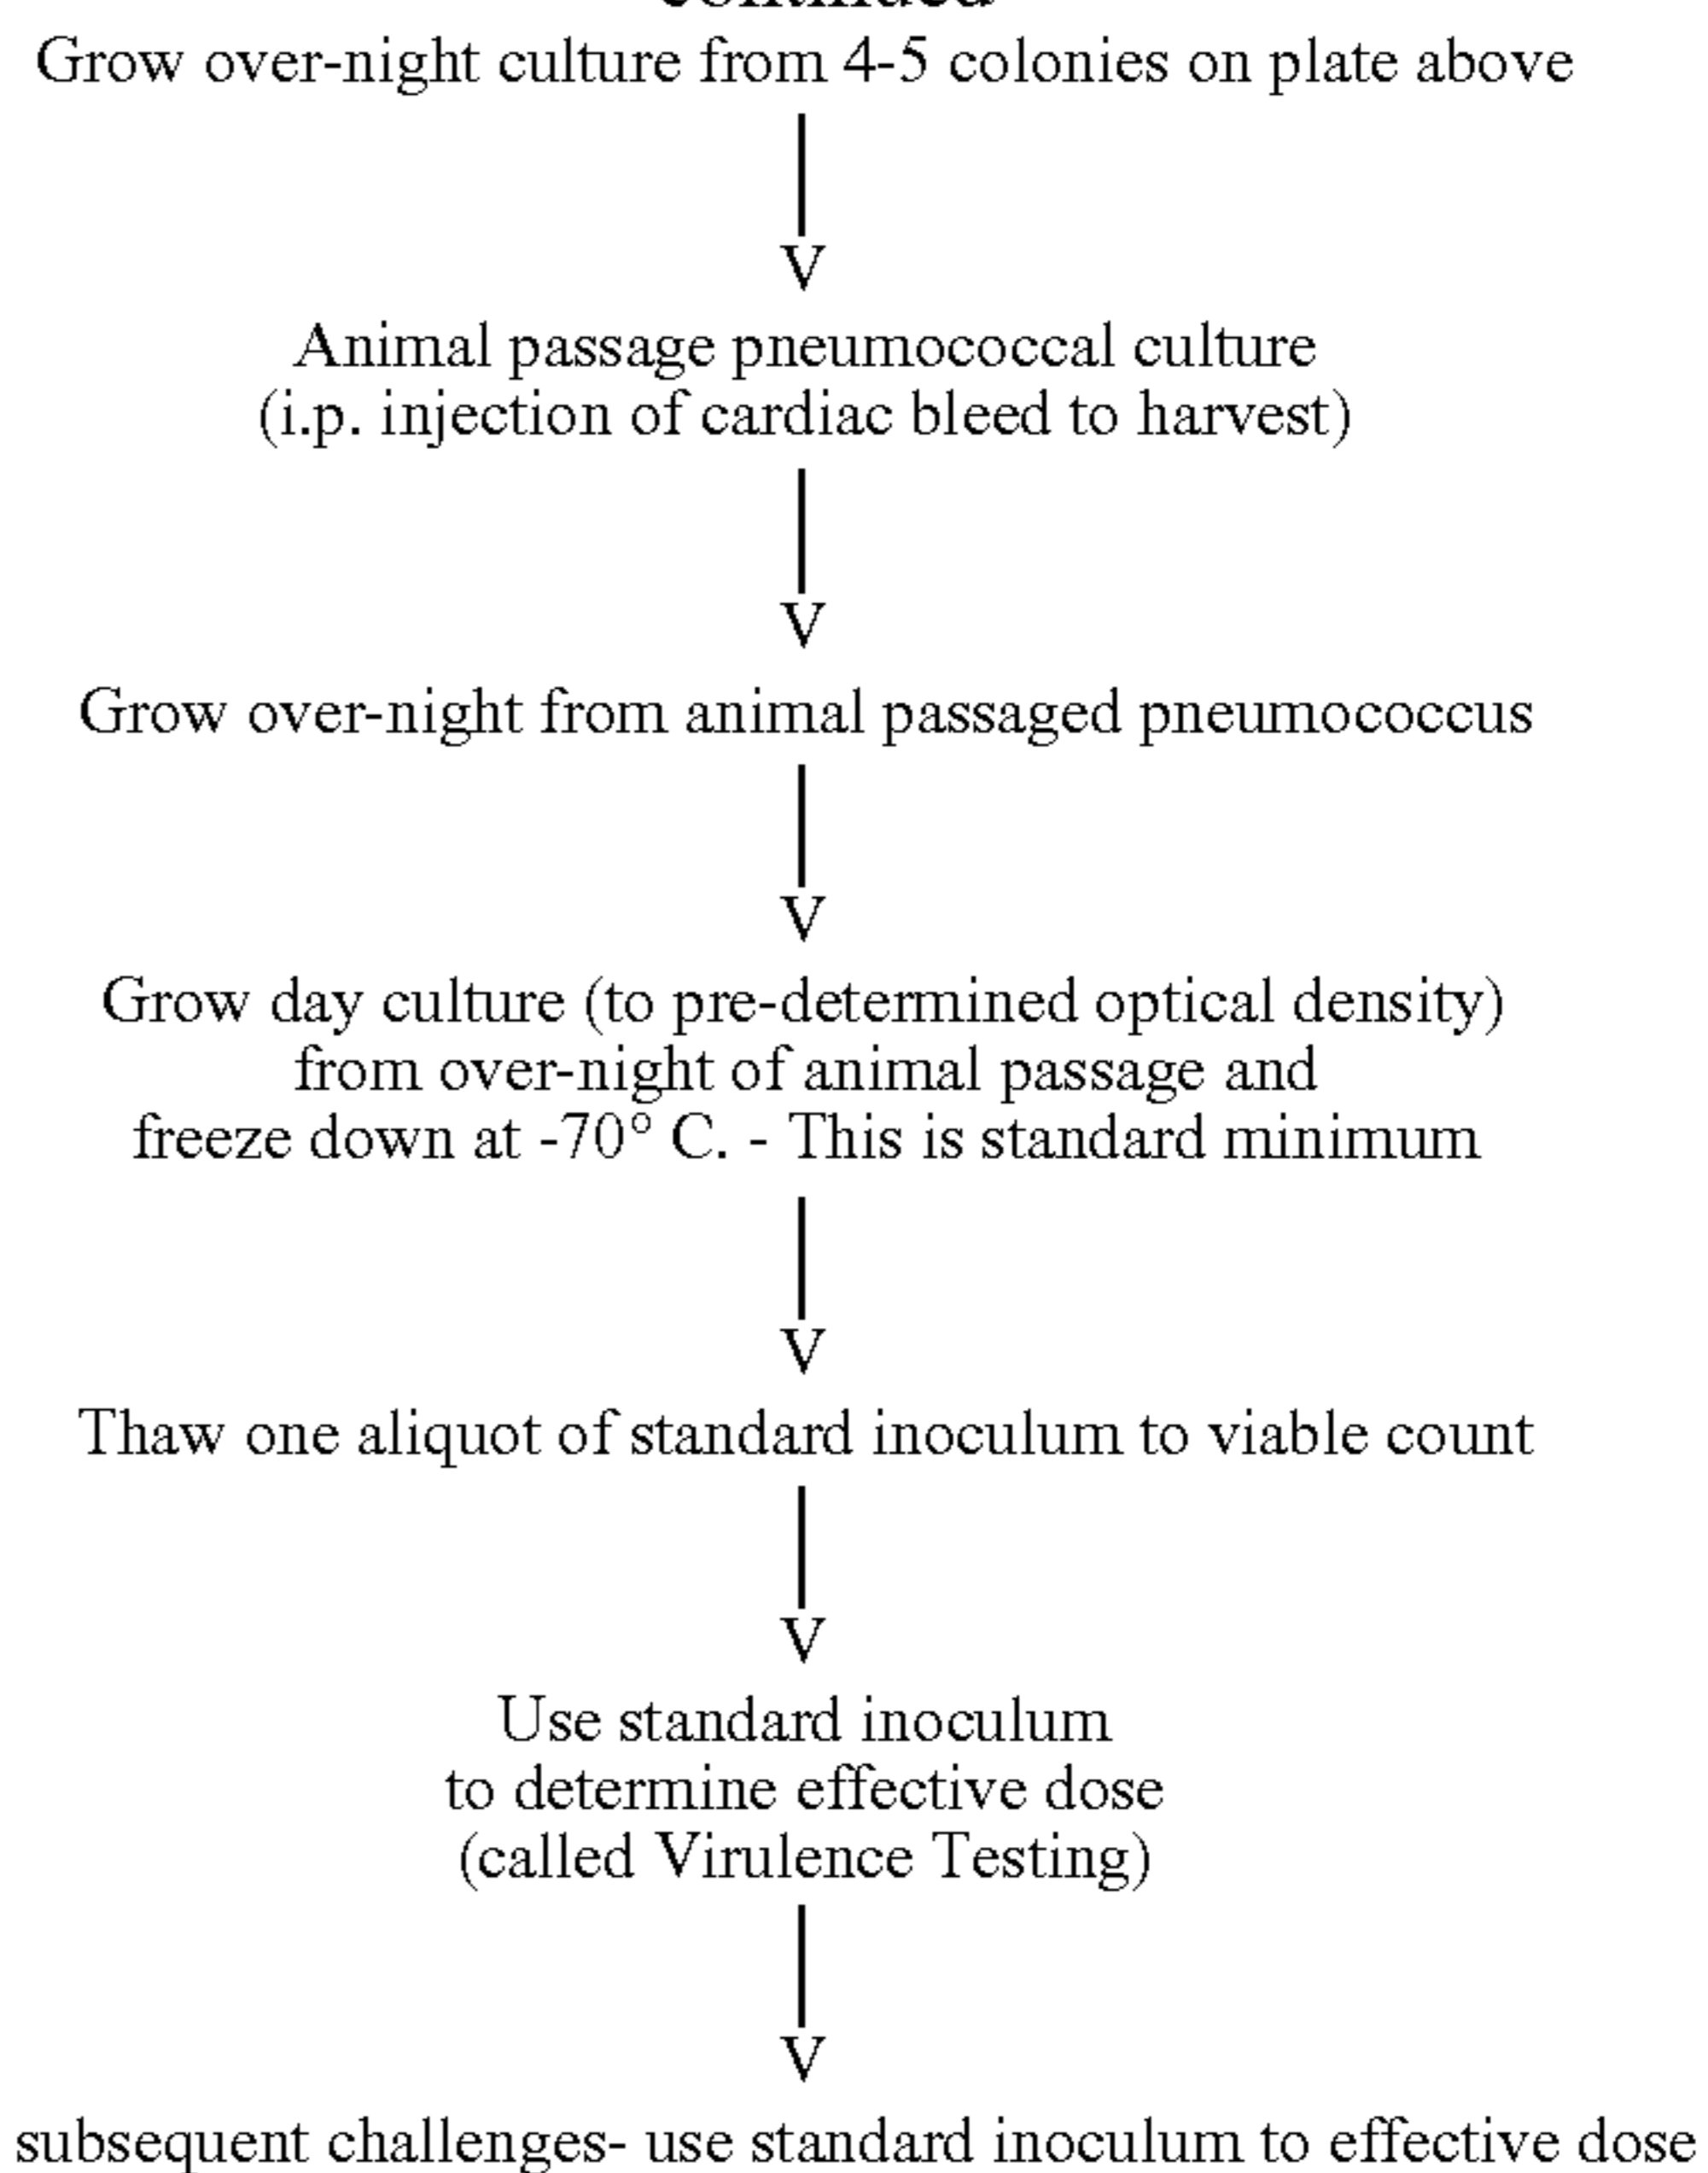 continued
Grow over-night culture from 4-5 colonies on plate above
Animal passage pneumococcal culture
(i.p. injection of cardiac bleed to harvest)
Grow over-night from animal passaged pneumococcus
Grow day culture (to pre-determined optical density)
from over-night of animal passage and
freeze down at -70° C. - This is standard minimum
Thaw one aliquot of standard inoculum to viable count
Use standard inoculum
to determine effective dose
(called Virulence Testing)
subsequent challenges- use standard inoculum to effective dose